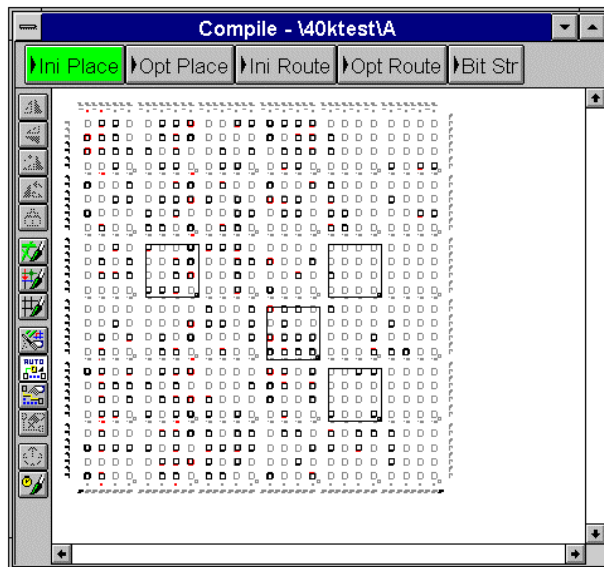 Compile - \40ktest\A
Ini Place Opt Place Ini Route Opt Route Bit Str
AUTO